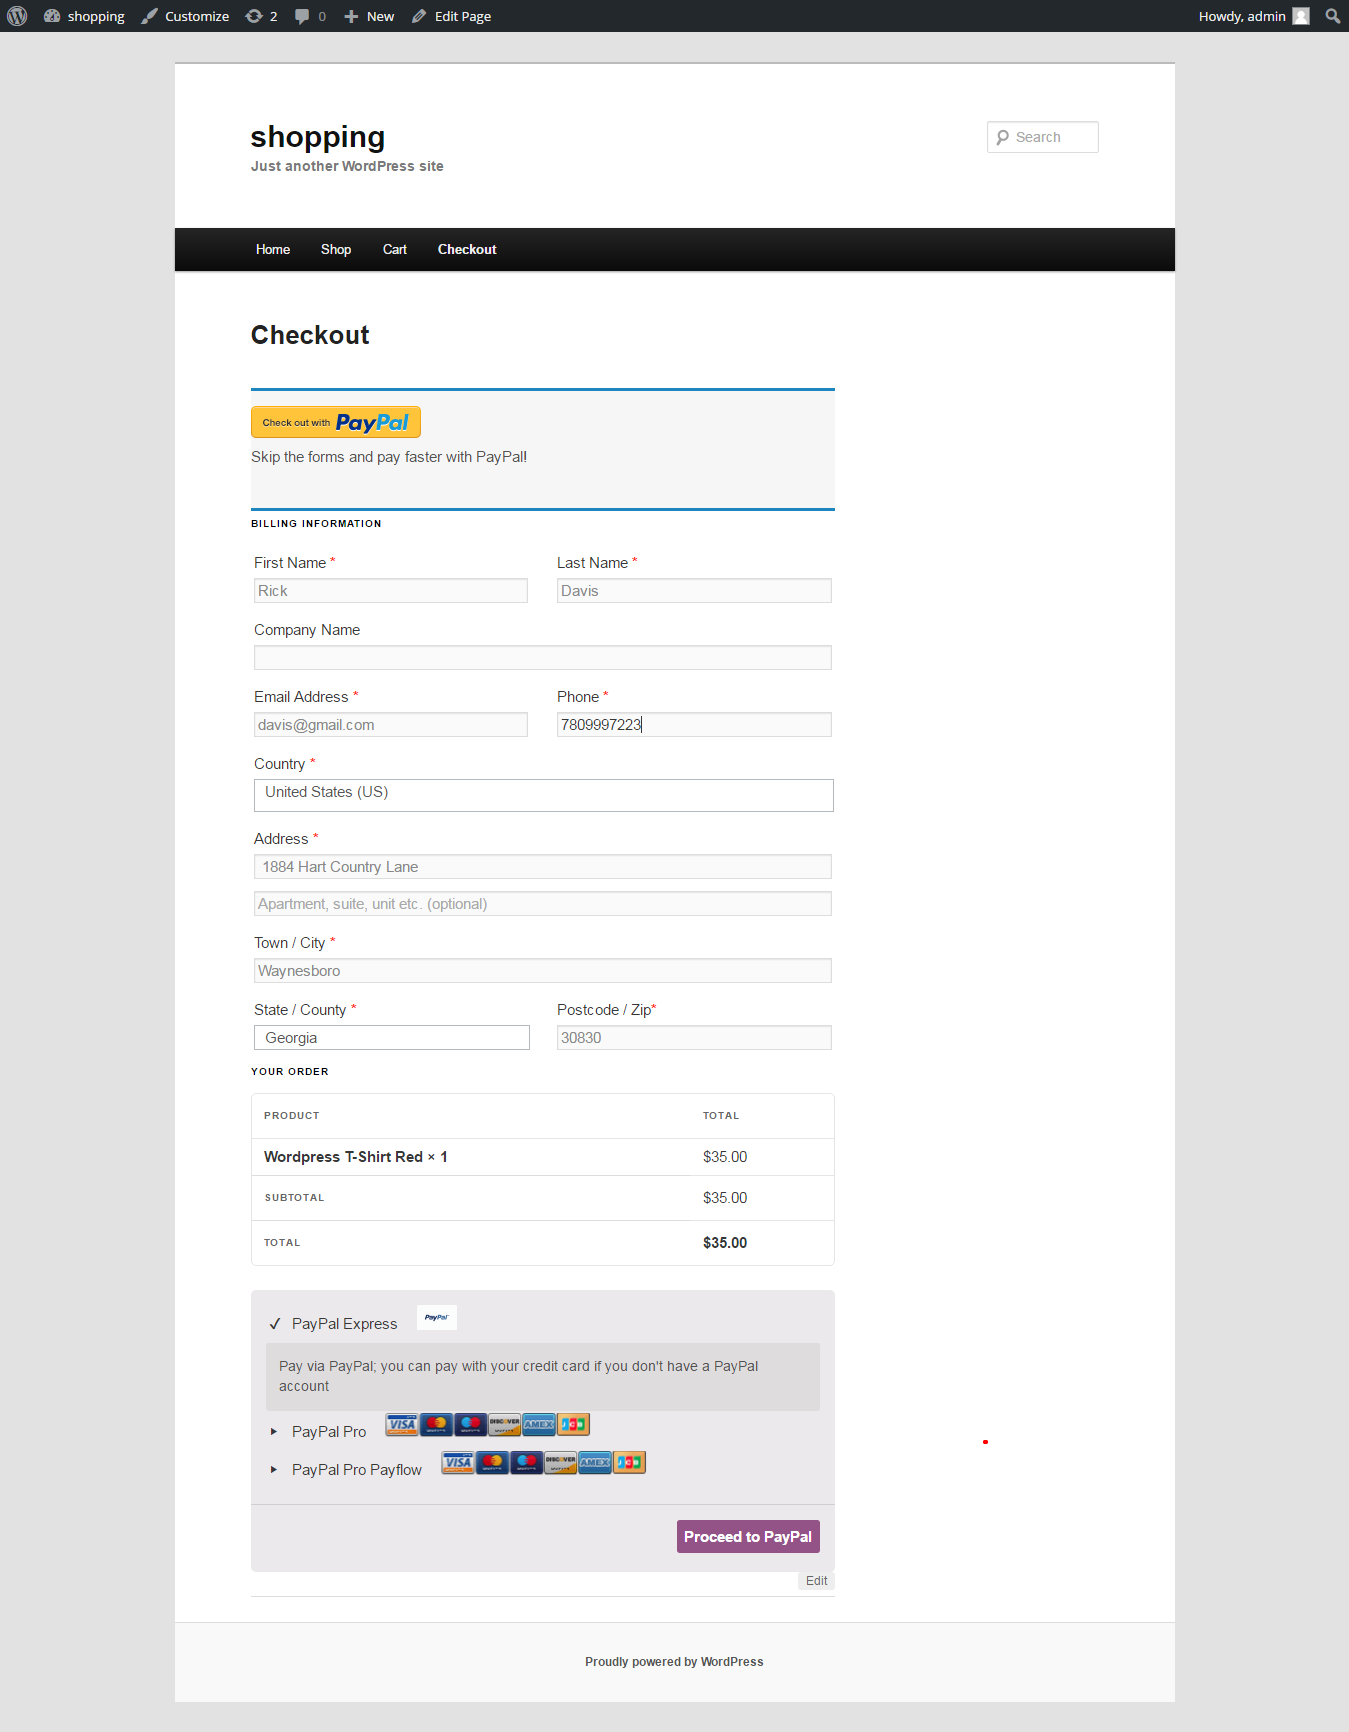 shopping Customize 2 0 New Edit Page Howdy, admin
shopping
Search
Just another WordPress site
Home Shop Cart Checkout
Checkout
Check out with PayPal
Skip the forms and pay faster with PayPal!
BILLING INFORMATION
First Name * Last Name *
Rick Davis
Company Name
Email Address * Phone *
davis@gmail.com 7809997223
Country *
United States (US)
Address *
1884 Hart Country Lane
Apartment, suite, unit etc. (optional)
Town / City *
Waynesboro
State / County * Postcode / Zip*
Georgia 30830
YOUR ORDER
PRODUCT TOTAL
Wordpress T-Shirt Red × 1 $35.00
SUBTOTAL $35.00
TOTAL $35.00
PayPal Express PayPal
Pay via PayPal; you can pay with your credit card if you don't have a PayPal
account
PayPal Pro VISA DISCOVER AMEX JCB
PayPal Pro Payflow VISA DISCOVER AMEX JCB
Proceed to PayPal
Edit
Proudly powered by WordPress